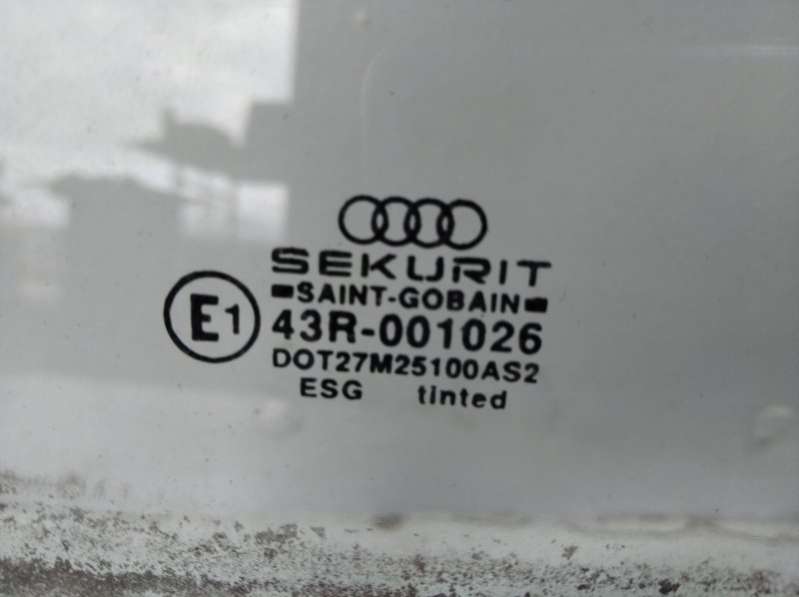 SEKURIT
SAINT-GOBAIN
E1 43R-001026
DOT27M25100AS2
ESG tinted